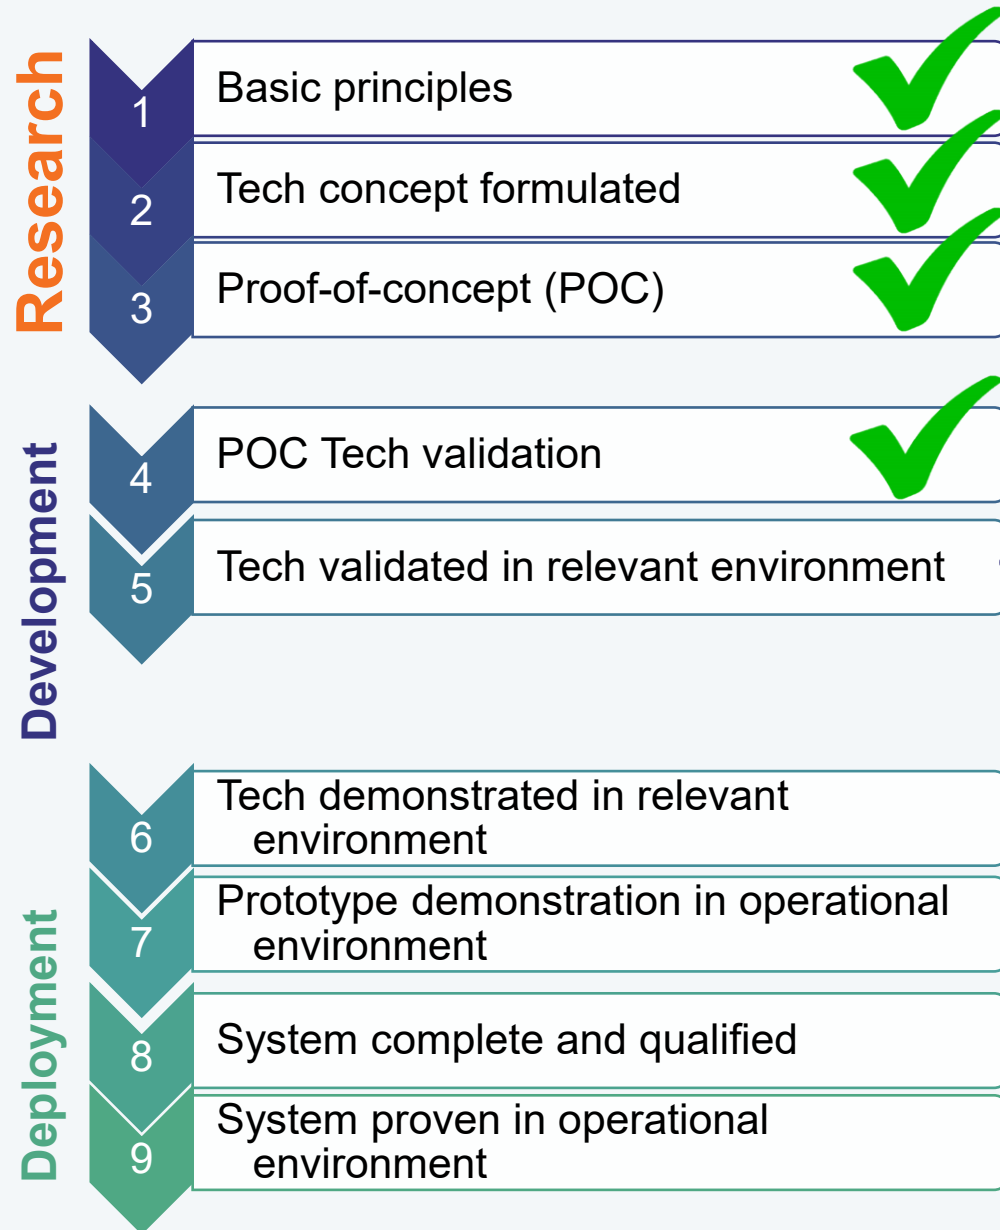 Research
1
Basic principles
2
Tech concept formulated
3
Proof-of-concept (POC)
Development
4
POC Tech validation
5
Tech validated in relevant environment
Deployment
6
Tech demonstrated in relevant
environment
7
Prototype demonstration in operational
environment
8
System complete and qualified
9
System proven in operational
environment